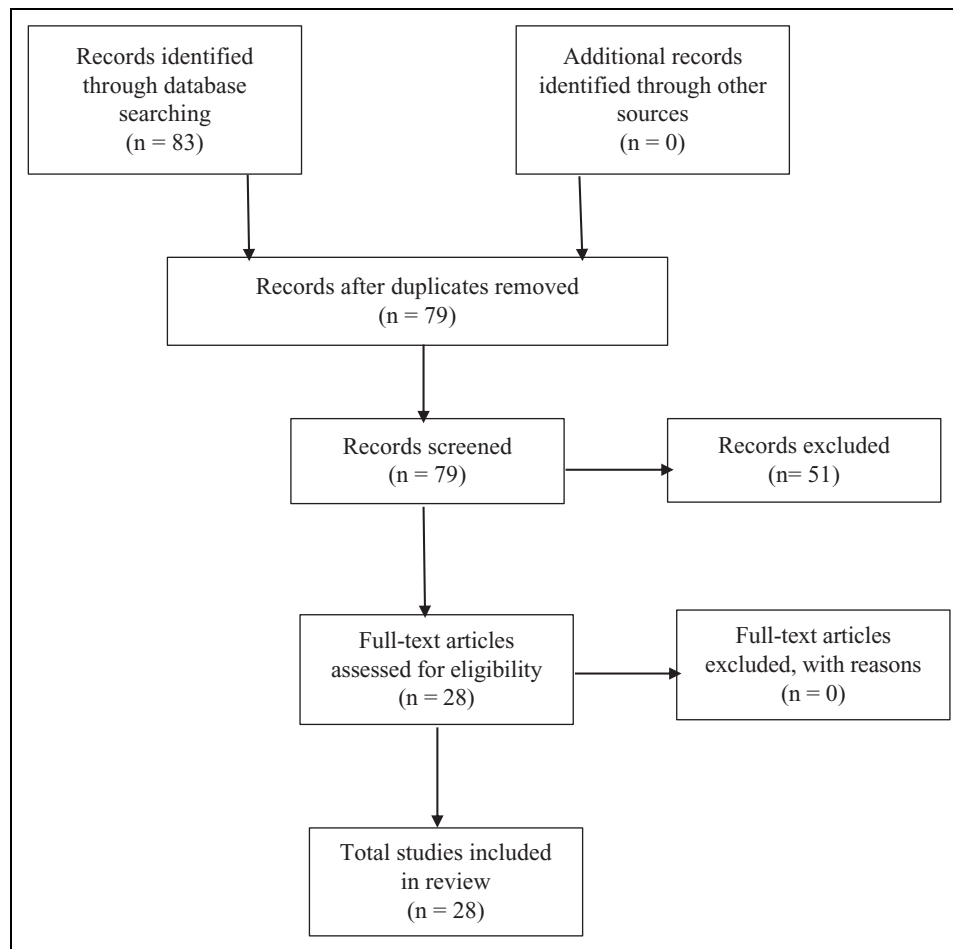 Records identified
through database
searching
(n = 83)
Additional records
identified through other
sources
(n = 0)
Records after duplicates removed
(n = 79)
Records screened
(n = 79)
Records excluded
(n= 51)
Full-text articles
assessed for eligibility
(n = 28)
Full-text articles
excluded, with reasons
(n = 0)
Total studies included
in review
(n = 28)